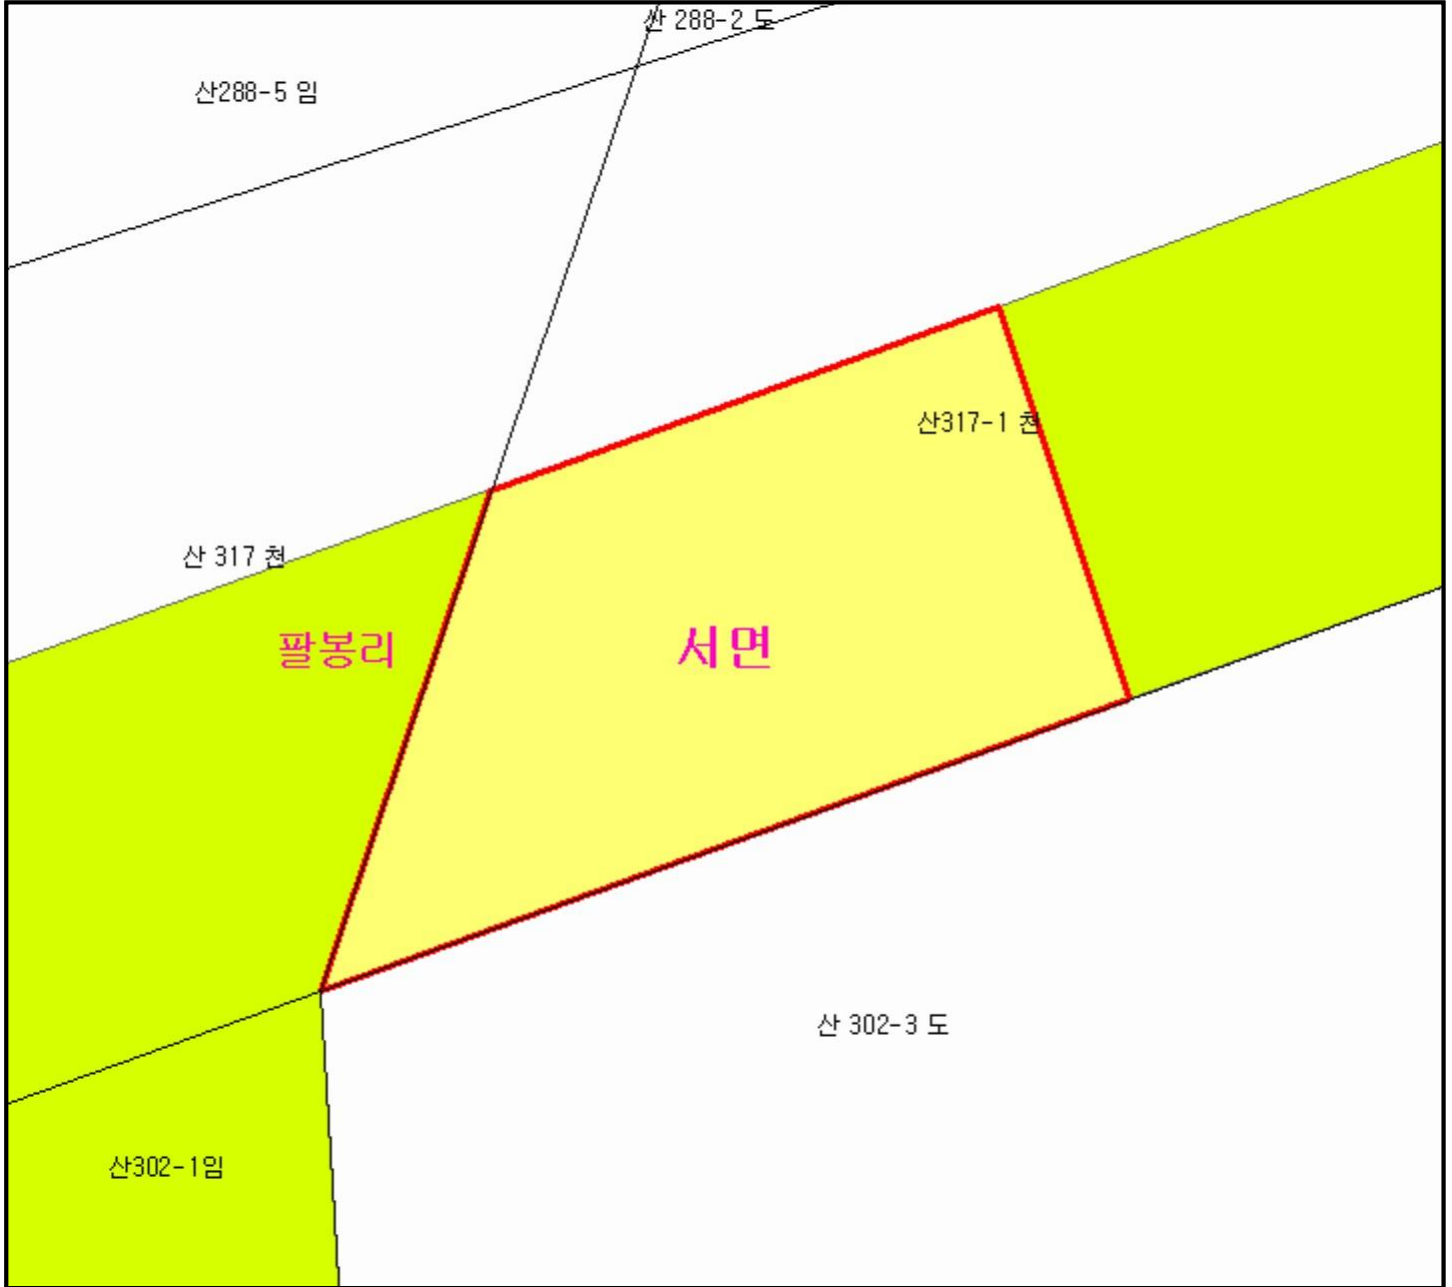 산 288-2 도
산288-5 임
산317-1 천
산 317 천
팔봉리
서면
산 302-3 도
산302-1임